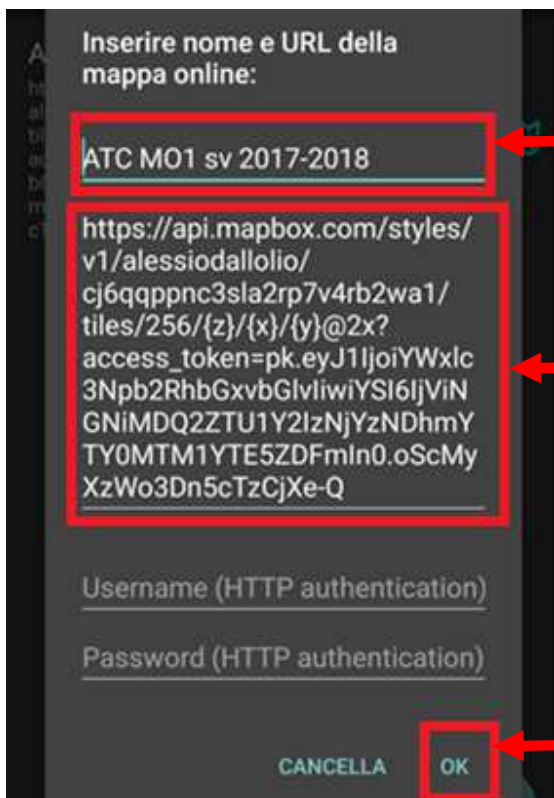 Inserire nome e URL della
mappa online:
ATC MO1 sv 2017-2018
https://api.mapbox.com/styles/
v1/alessiodallolio/
cj6qqppnc3sla2rp7v4rb2wa1/
tiles/256/{z}/{x}/{y}@2x?
access_token=pk.eyJ1IjoiYWxlc
3Npb2RhbGxvbGlvIiwiYSI6IjViN
GNiMDQ2ZTU1Y2IzNjYzNDhmY
TY0MTM1YTE5ZDFmIn0.oScMy
XzWo3Dn5cTzCjXe-Q
Username (HTTP authentication)
Password (HTTP authentication)
CANCELLA OK